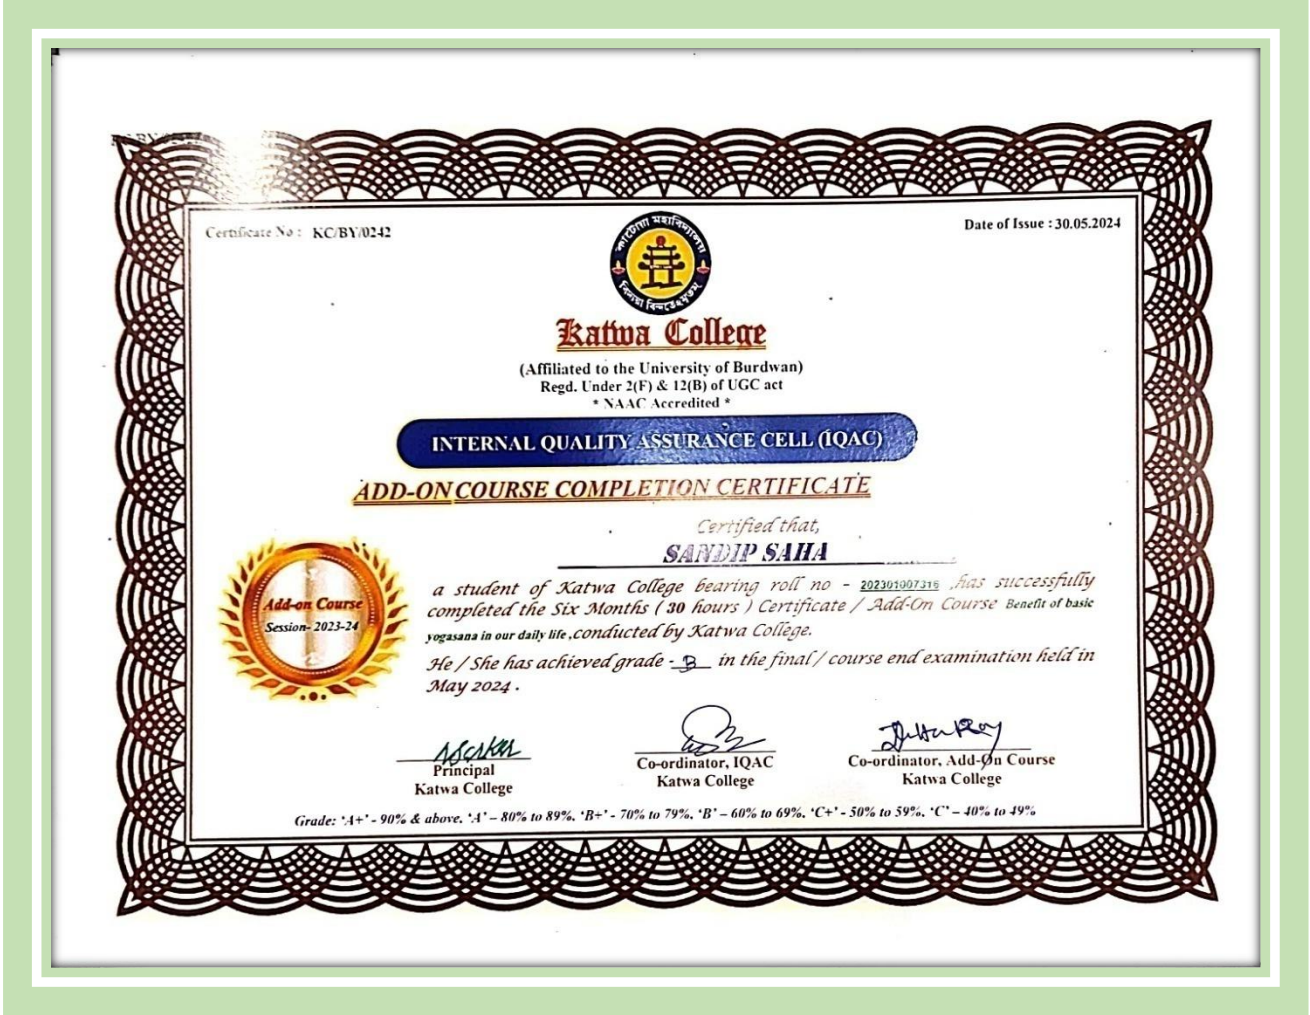 Certificate No : KC/BY/0242
Date of Issue : 30.05.2024
কাটোয়া মহাবিদ্যালয়
বিদ্যয়া বিন্দতেঽমৃতম্
Katwa College
(Affiliated to the University of Burdwan)
Regd. Under 2(F) & 12(B) of UGC act
* NAAC Accredited *
INTERNAL QUALITY ASSURANCE CELL (IQAC)
ADD-ON COURSE COMPLETION CERTIFICATE
Certified that,
SANDIP SAHA
Add-on Course
Session- 2023-24
a student of Katwa College bearing roll no - 202301007316 ,has successfully
completed the Six Months ( 30 hours ) Certificate / Add-On Course Benefit of basic
yogasana in our daily life ,conducted by Katwa College.
He / She has achieved grade - B in the final / course end examination held in
May 2024 .
Principal
Katwa College
Co-ordinator, IQAC
Katwa College
Co-ordinator, Add-On Course
Katwa College
Grade: 'A+' - 90% & above, 'A' – 80% to 89%, 'B+' - 70% to 79%, 'B' – 60% to 69%, 'C+' - 50% to 59%, 'C' – 40% to 49%